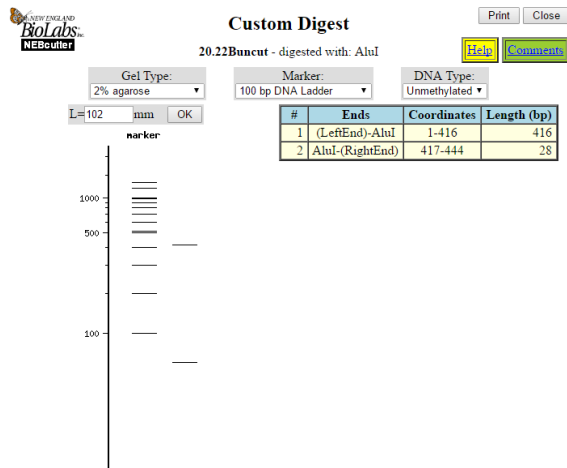 NEW ENGLAND
BioLabs Inc.
NEBcutter
Custom Digest
Print
Close
20.22Buncut - digested with: AluI
Help
Comments
Gel Type:
Marker:
DNA Type:
2% agarose
100 bp DNA Ladder
Unmethylated
L= 102 mm OK
# Ends Coordinates Length (bp)
1 (LeftEnd)-AluI 1-416 416
2 AluI-(RightEnd) 417-444 28
marker
1000
500
100